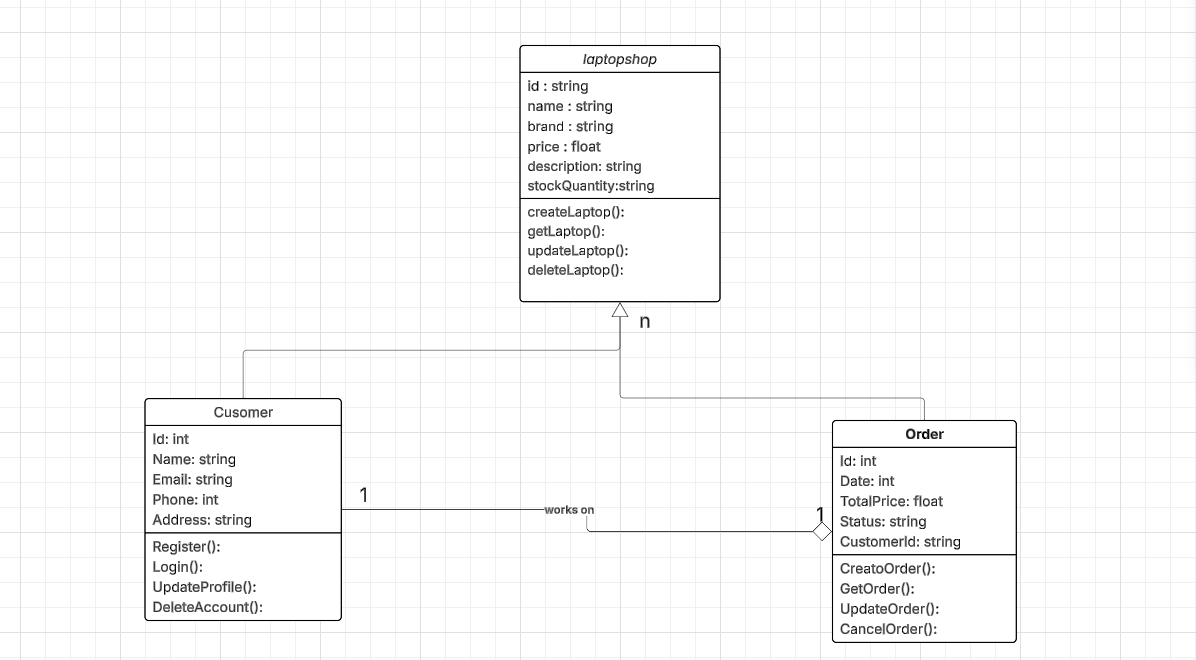 laptopshop
id : string
name : string
brand : string
price : float
description: string
stockQuantity:string
createLaptop():
getLaptop():
updateLaptop():
deleteLaptop():
n
Cusomer
Id: int
Name: string
Email: string
Phone: int
Address: string
Register():
Login():
UpdateProfile():
DeleteAccount():
1
works on
1
Order
Id: int
Date: int
TotalPrice: float
Status: string
CustomerId: string
CreatoOrder():
GetOrder():
UpdateOrder():
CancelOrder():